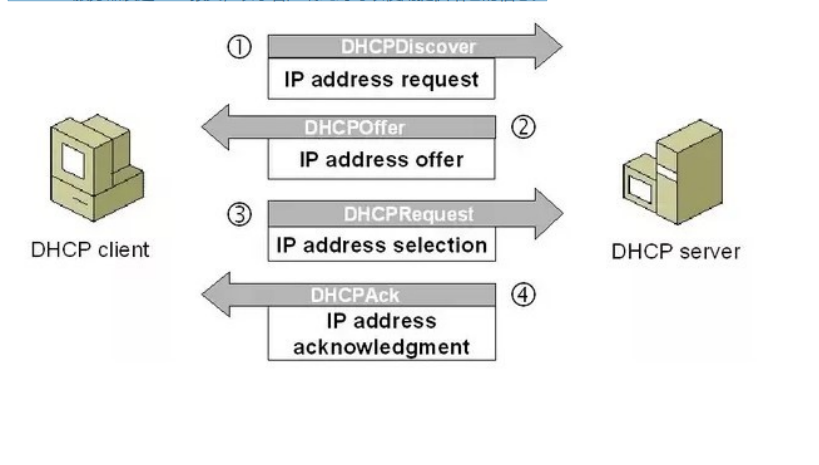 ① DHCPDiscover
IP address request
DHCPOffer ②
IP address offer
③ DHCPRequest
IP address selection
DHCP client
DHCP server
DHCPAck ④
IP address
acknowledgment